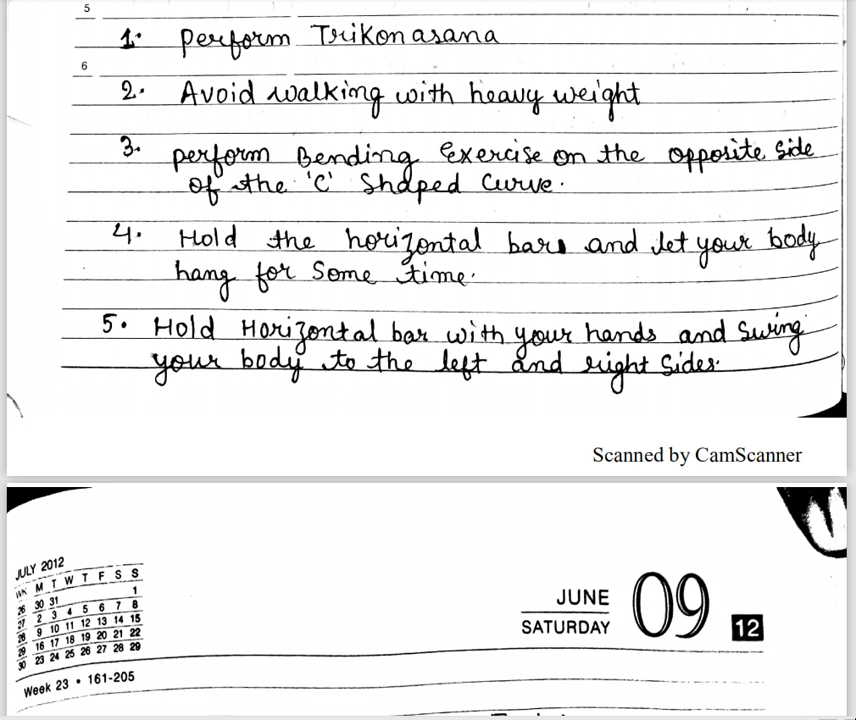 5
1. perform Trikonasana
6
2. Avoid walking with heavy weight
3. perform Bending Exercise on the opposite Side
of the 'C' Shaped Curve.
4. Hold the horizontal bars and let your body
hang for Some time.
5. Hold Horizontal bar with your hands and Swing
your body to the left and right Sides.
Scanned by CamScanner
JULY 2012
WK M T W T F S S
26 30 31 1
27 2 3 4 5 6 7 8
28 9 10 11 12 13 14 15
29 16 17 18 19 20 21 22
30 23 24 25 26 27 28 29
Week 23 • 161-205
JUNE
SATURDAY
09
12